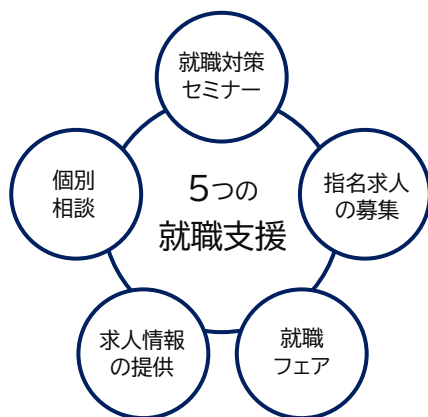 就職対策
セミナー
個別
相談
5つの
就職支援
指名求人
の募集
求人情報
の提供
就職
フェア